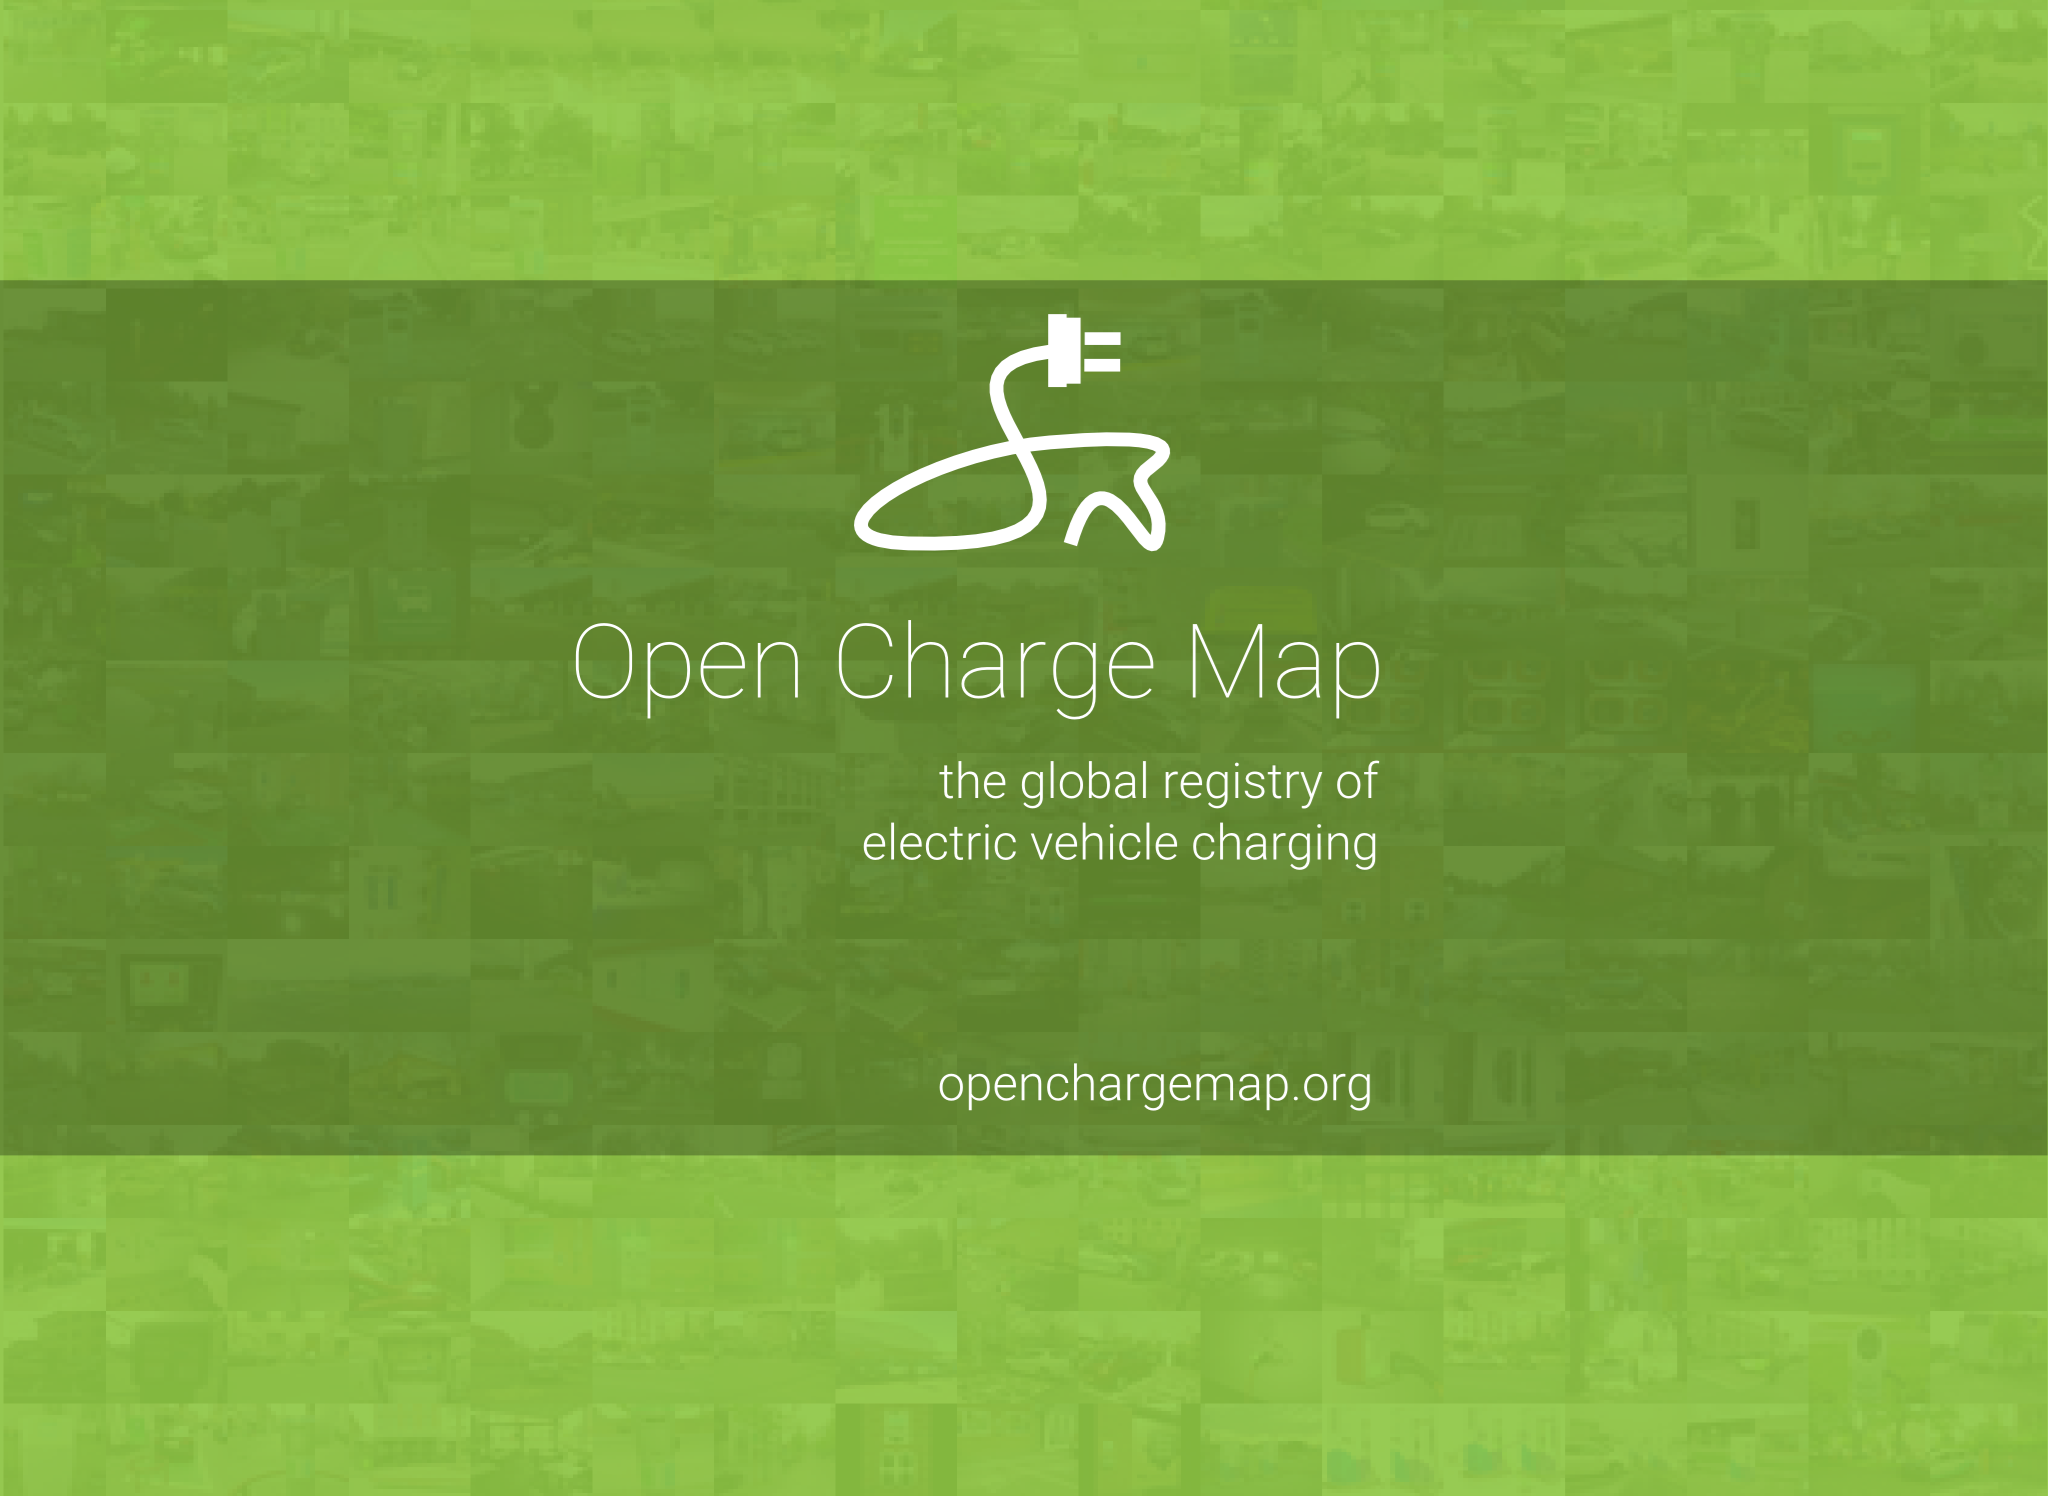 Open Charge Map
the global registry of
electric vehicle charging
openchargemap.org